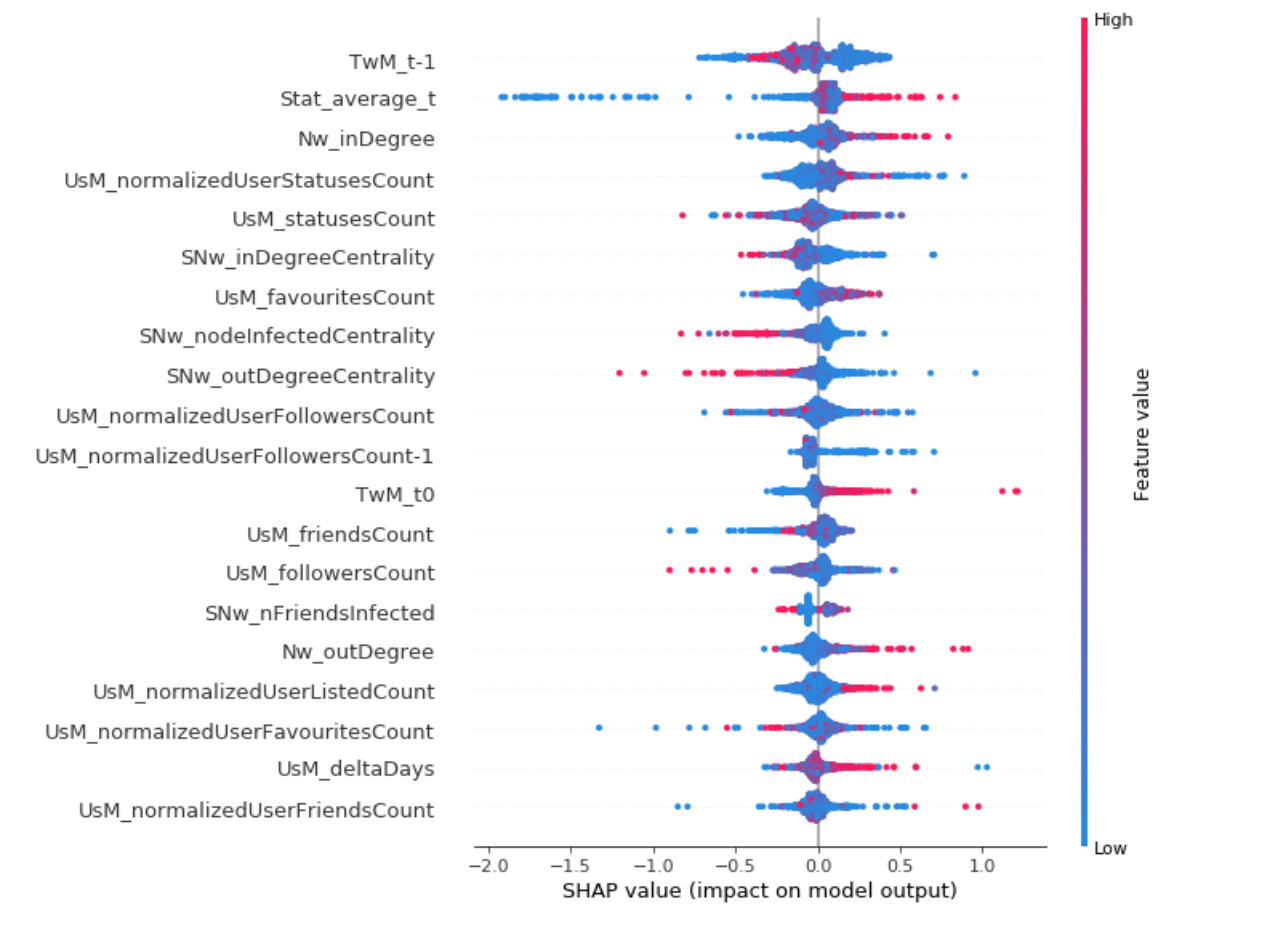 High
TwM_t-1
Stat_average_t
Nw_inDegree
UsM_normalizedUserStatusesCount
UsM_statusesCount
SNw_inDegreeCentrality
UsM_favouritesCount
SNw_nodeInfectedCentrality
SNw_outDegreeCentrality
UsM_normalizedUserFollowersCount
UsM_normalizedUserFollowersCount-1
TwM_t0
UsM_friendsCount
UsM_followersCount
SNw_nFriendsInfected
Nw_outDegree
UsM_normalizedUserListedCount
UsM_normalizedUserFavouritesCount
UsM_deltaDays
UsM_normalizedUserFriendsCount
Feature value
Low
−2.0 −1.5 −1.0 −0.5 0.0 0.5 1.0
SHAP value (impact on model output)